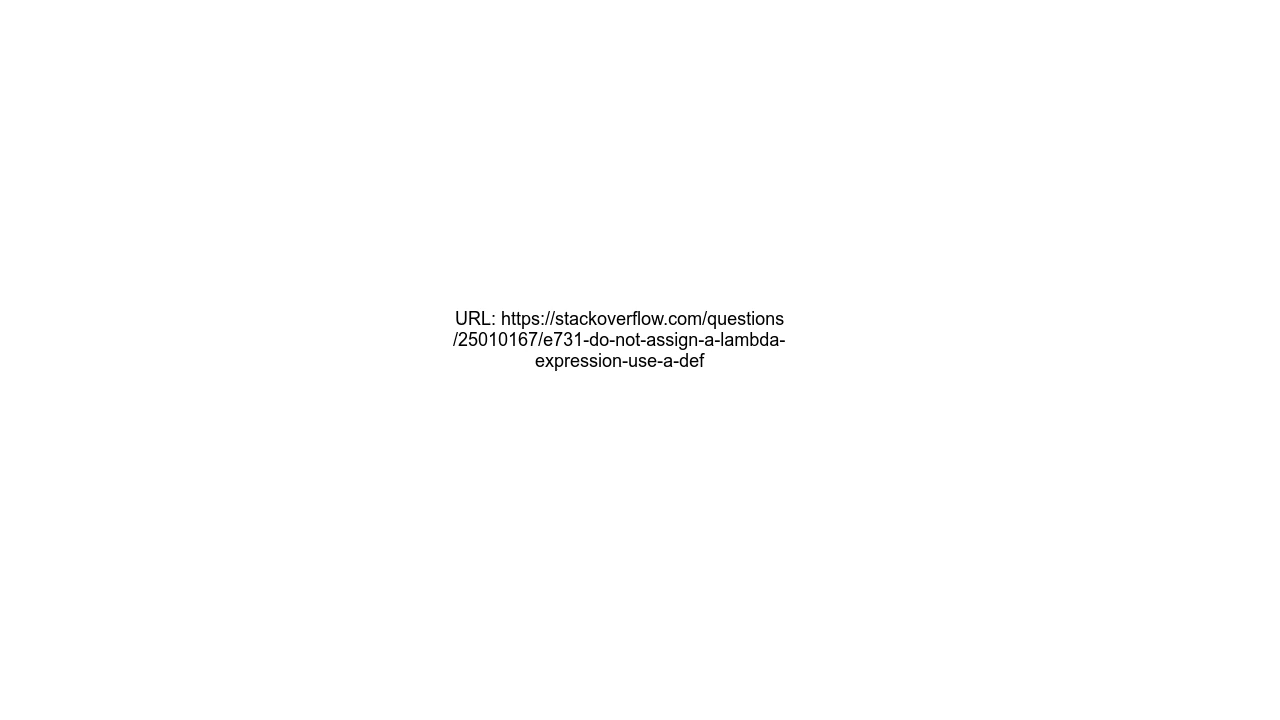 URL: https://stackoverflow.com/questions
/25010167/e731-do-not-assign-a-lambda-
expression-use-a-def